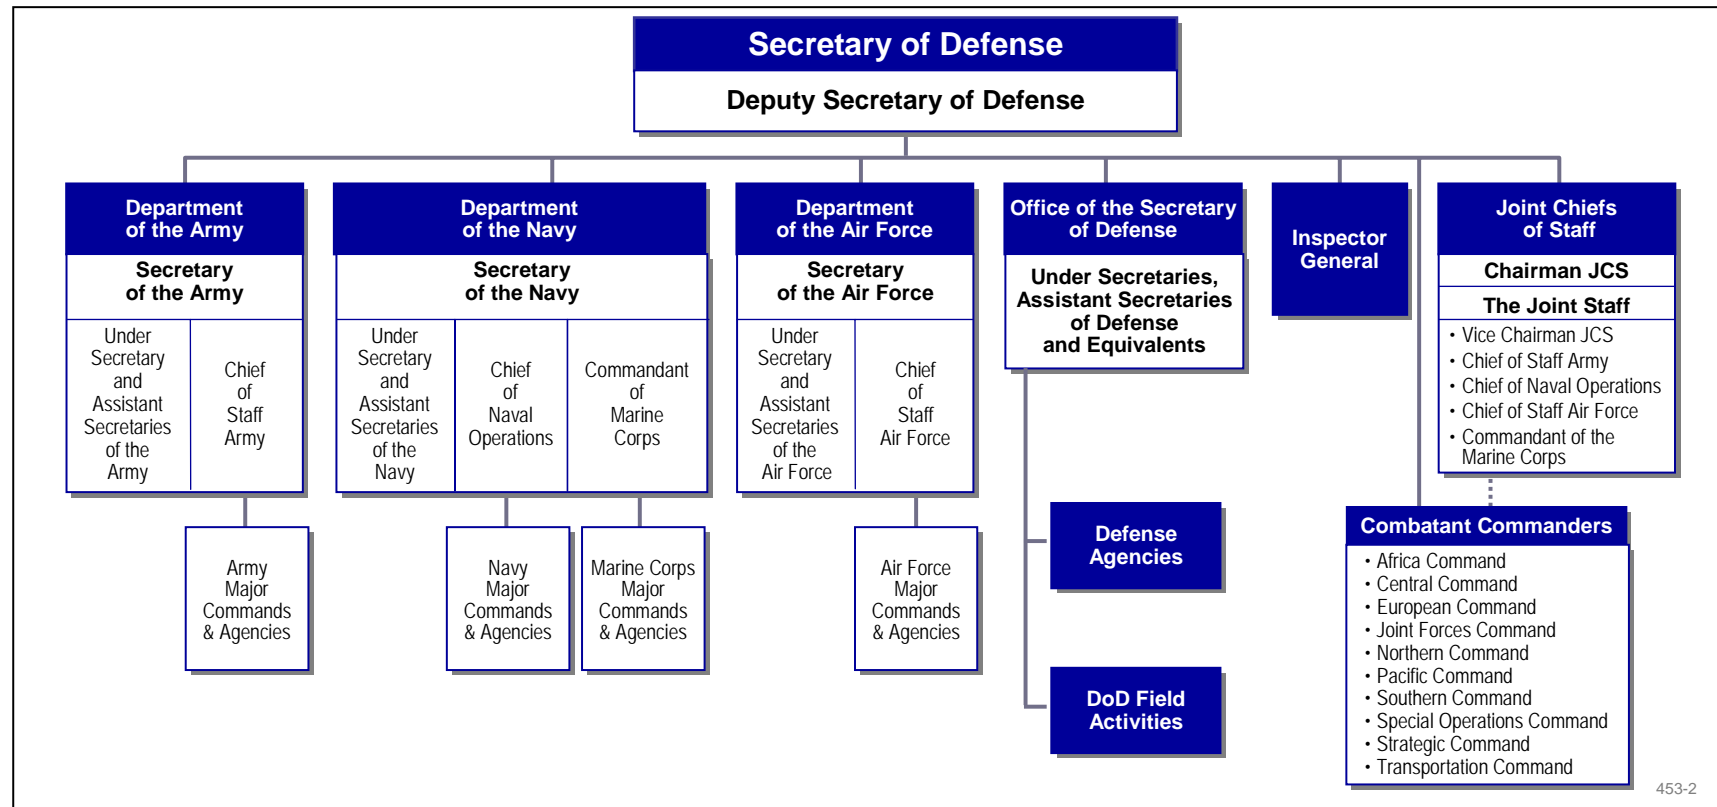 Secretary of Defense
Deputy Secretary of Defense
Department
of the Army
Secretary
of the Army
Under
Secretary
and
Assistant
Secretaries
of the
Army
Chief
of
Staff
Army
Army
Major
Commands
& Agencies
Department
of the Navy
Secretary
of the Navy
Under
Secretary
and
Assistant
Secretaries
of the
Navy
Chief
of
Naval
Operations
Commandant
of
Marine
Corps
Navy
Major
Commands
& Agencies
Marine Corps
Major
Commands
& Agencies
Department
of the Air Force
Secretary
of the Air Force
Under
Secretary
and
Assistant
Secretaries
of the
Air Force
Chief
of
Staff
Air Force
Air Force
Major
Commands
& Agencies
Office of the Secretary
of Defense
Under Secretaries,
Assistant Secretaries
of Defense
and Equivalents
Defense
Agencies
DoD Field
Activities
Inspector
General
Joint Chiefs
of Staff
Chairman JCS
The Joint Staff
• Vice Chairman JCS
• Chief of Staff Army
• Chief of Naval Operations
• Chief of Staff Air Force
• Commandant of the
Marine Corps
Combatant Commanders
• Africa Command
• Central Command
• European Command
• Joint Forces Command
• Northern Command
• Pacific Command
• Southern Command
• Special Operations Command
• Strategic Command
• Transportation Command
453-2